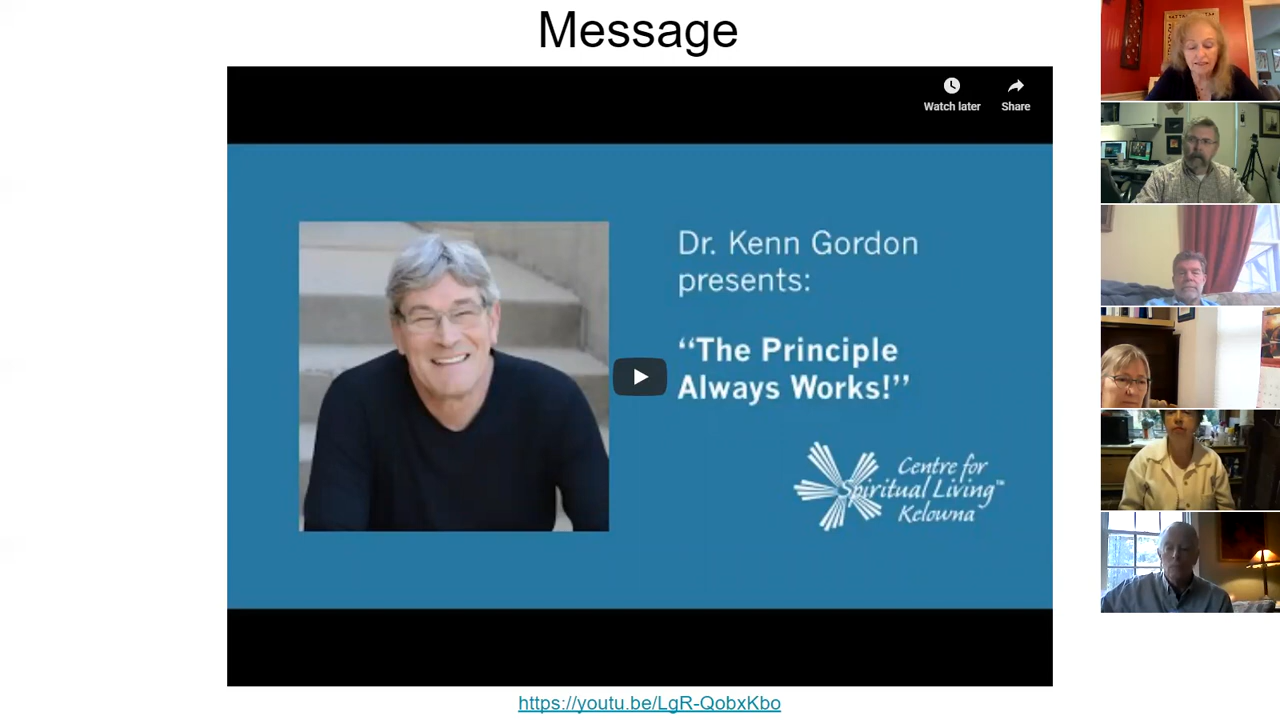 Message
Watch later
Share
Dr. Kenn Gordon
presents:
“The Principle
Always Works!”
Centre for
Spiritual Living™
Kelowna
https://youtu.be/LgR-QobxKbo